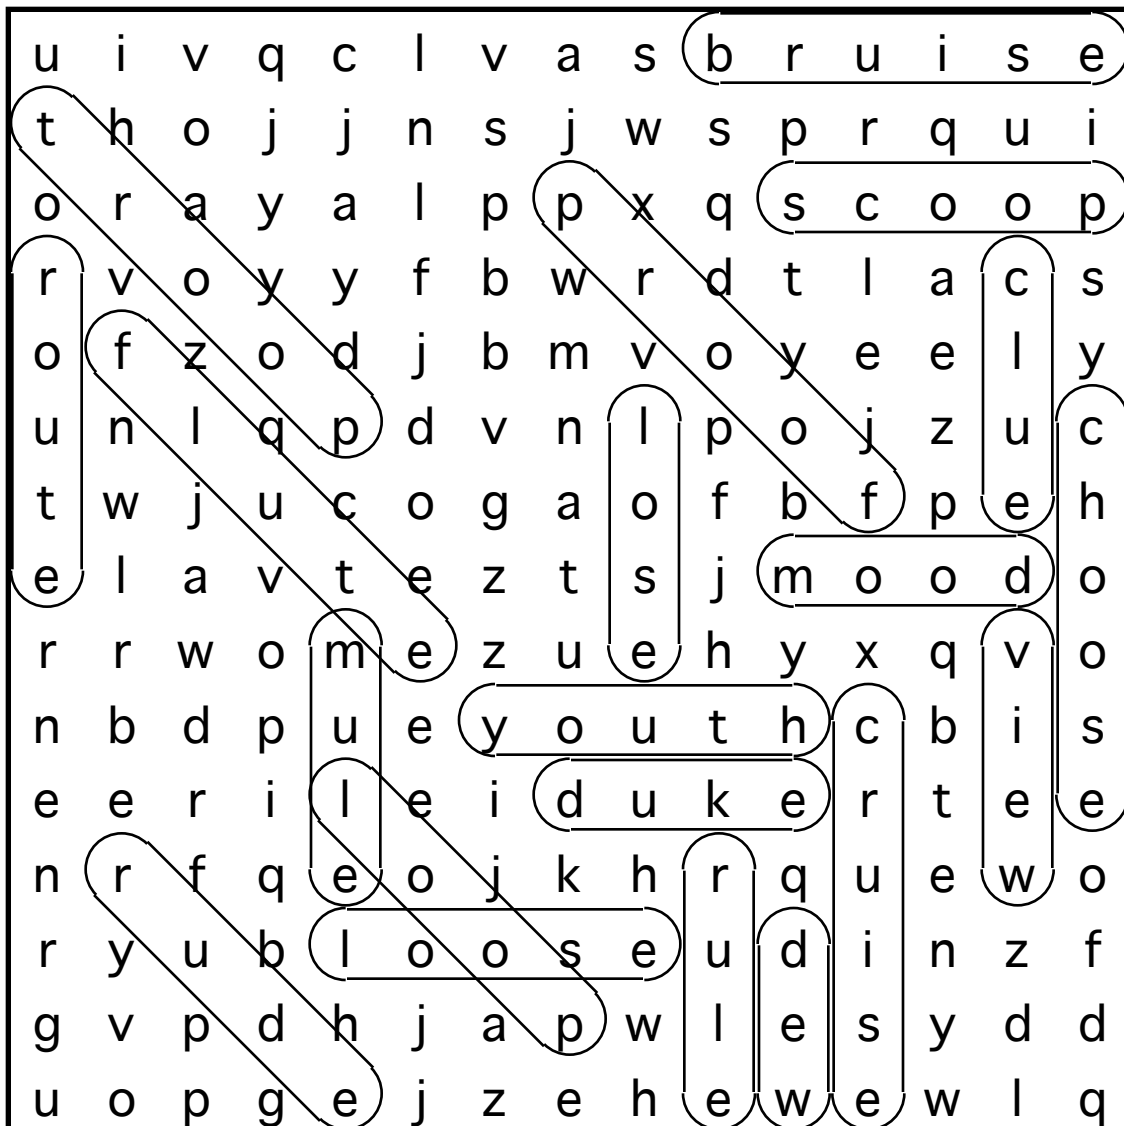 u i v q c l v a s b r u i s e
t h o j j n s j w s p r q u i
o r a y a l p p x q s c o o p
r v o y y f b w r d t l a c s
o f z o d j b m v o y e e l y
u n l q p d v n l p o j z u c
t w j u c o g a o f b f p e h
e l a v t e z t s j m o o d o
r r w o m e z u e h y x q v o
n b d p u e y o u t h c b i s
e e r i l e i d u k e r t e e
n r f q e o j k h r q u e w o
r y u b l o o s e u d i n z f
g v p d h j a p w l e s y d d
u o p g e j z e h e w e w l q